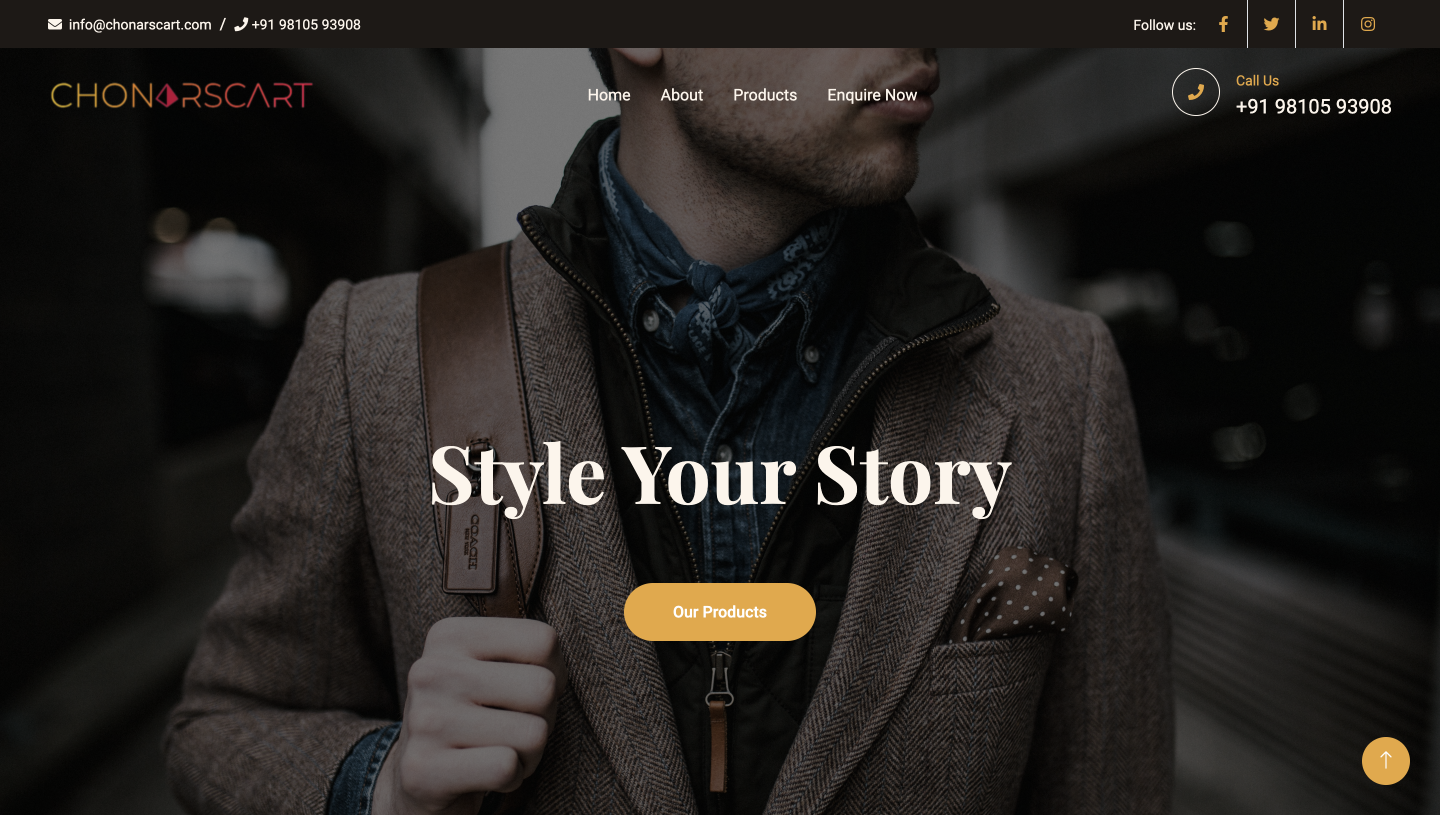 info@chonarscart.com / +91 98105 93908
Follow us:
CHONARSCART
Home About Products Enquire Now
Call Us
+91 98105 93908
Style Your Story
COACH
Our Products